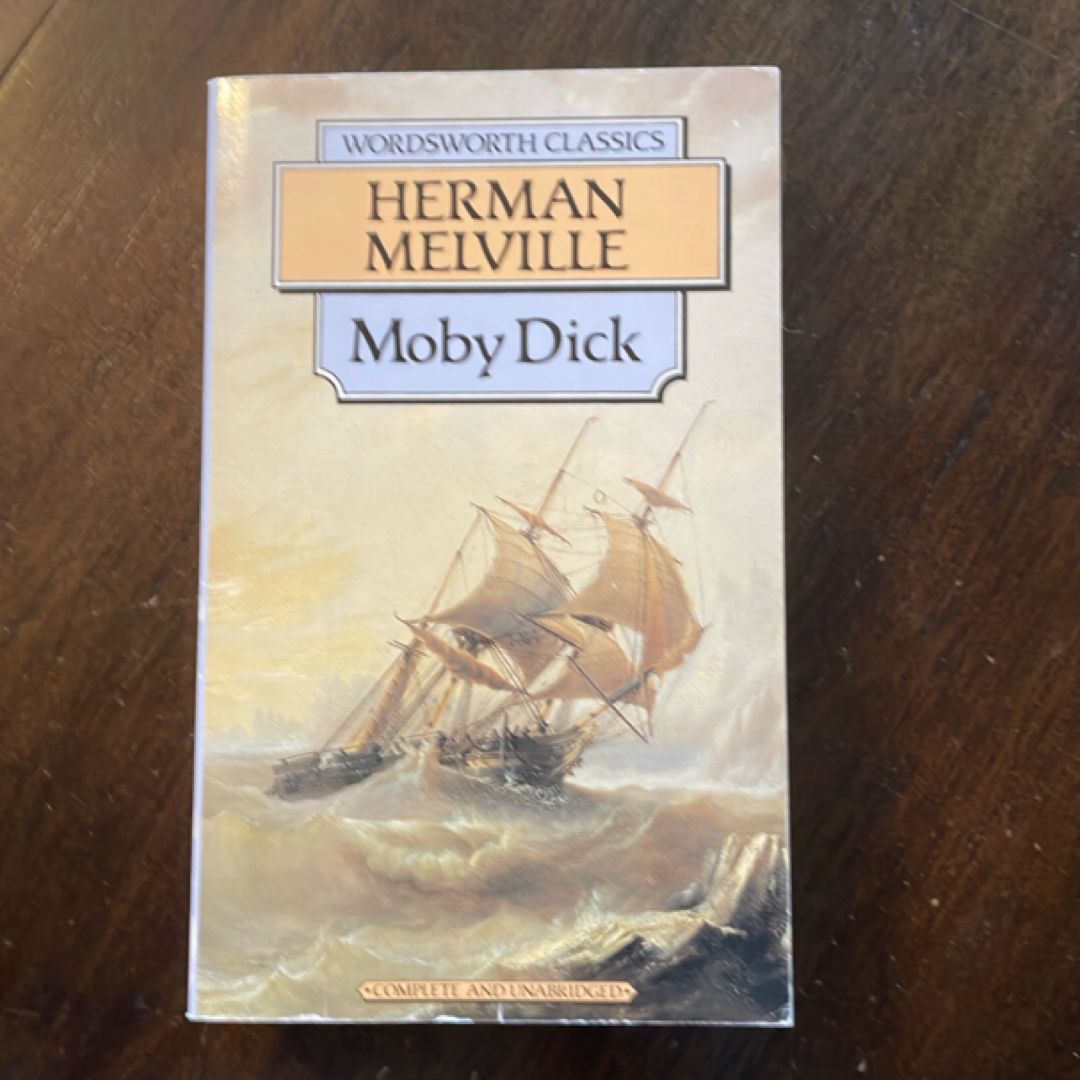 WORDSWORTH CLASSICS
HERMAN
MELVILLE
Moby Dick
•COMPLETE AND UNABRIDGED•